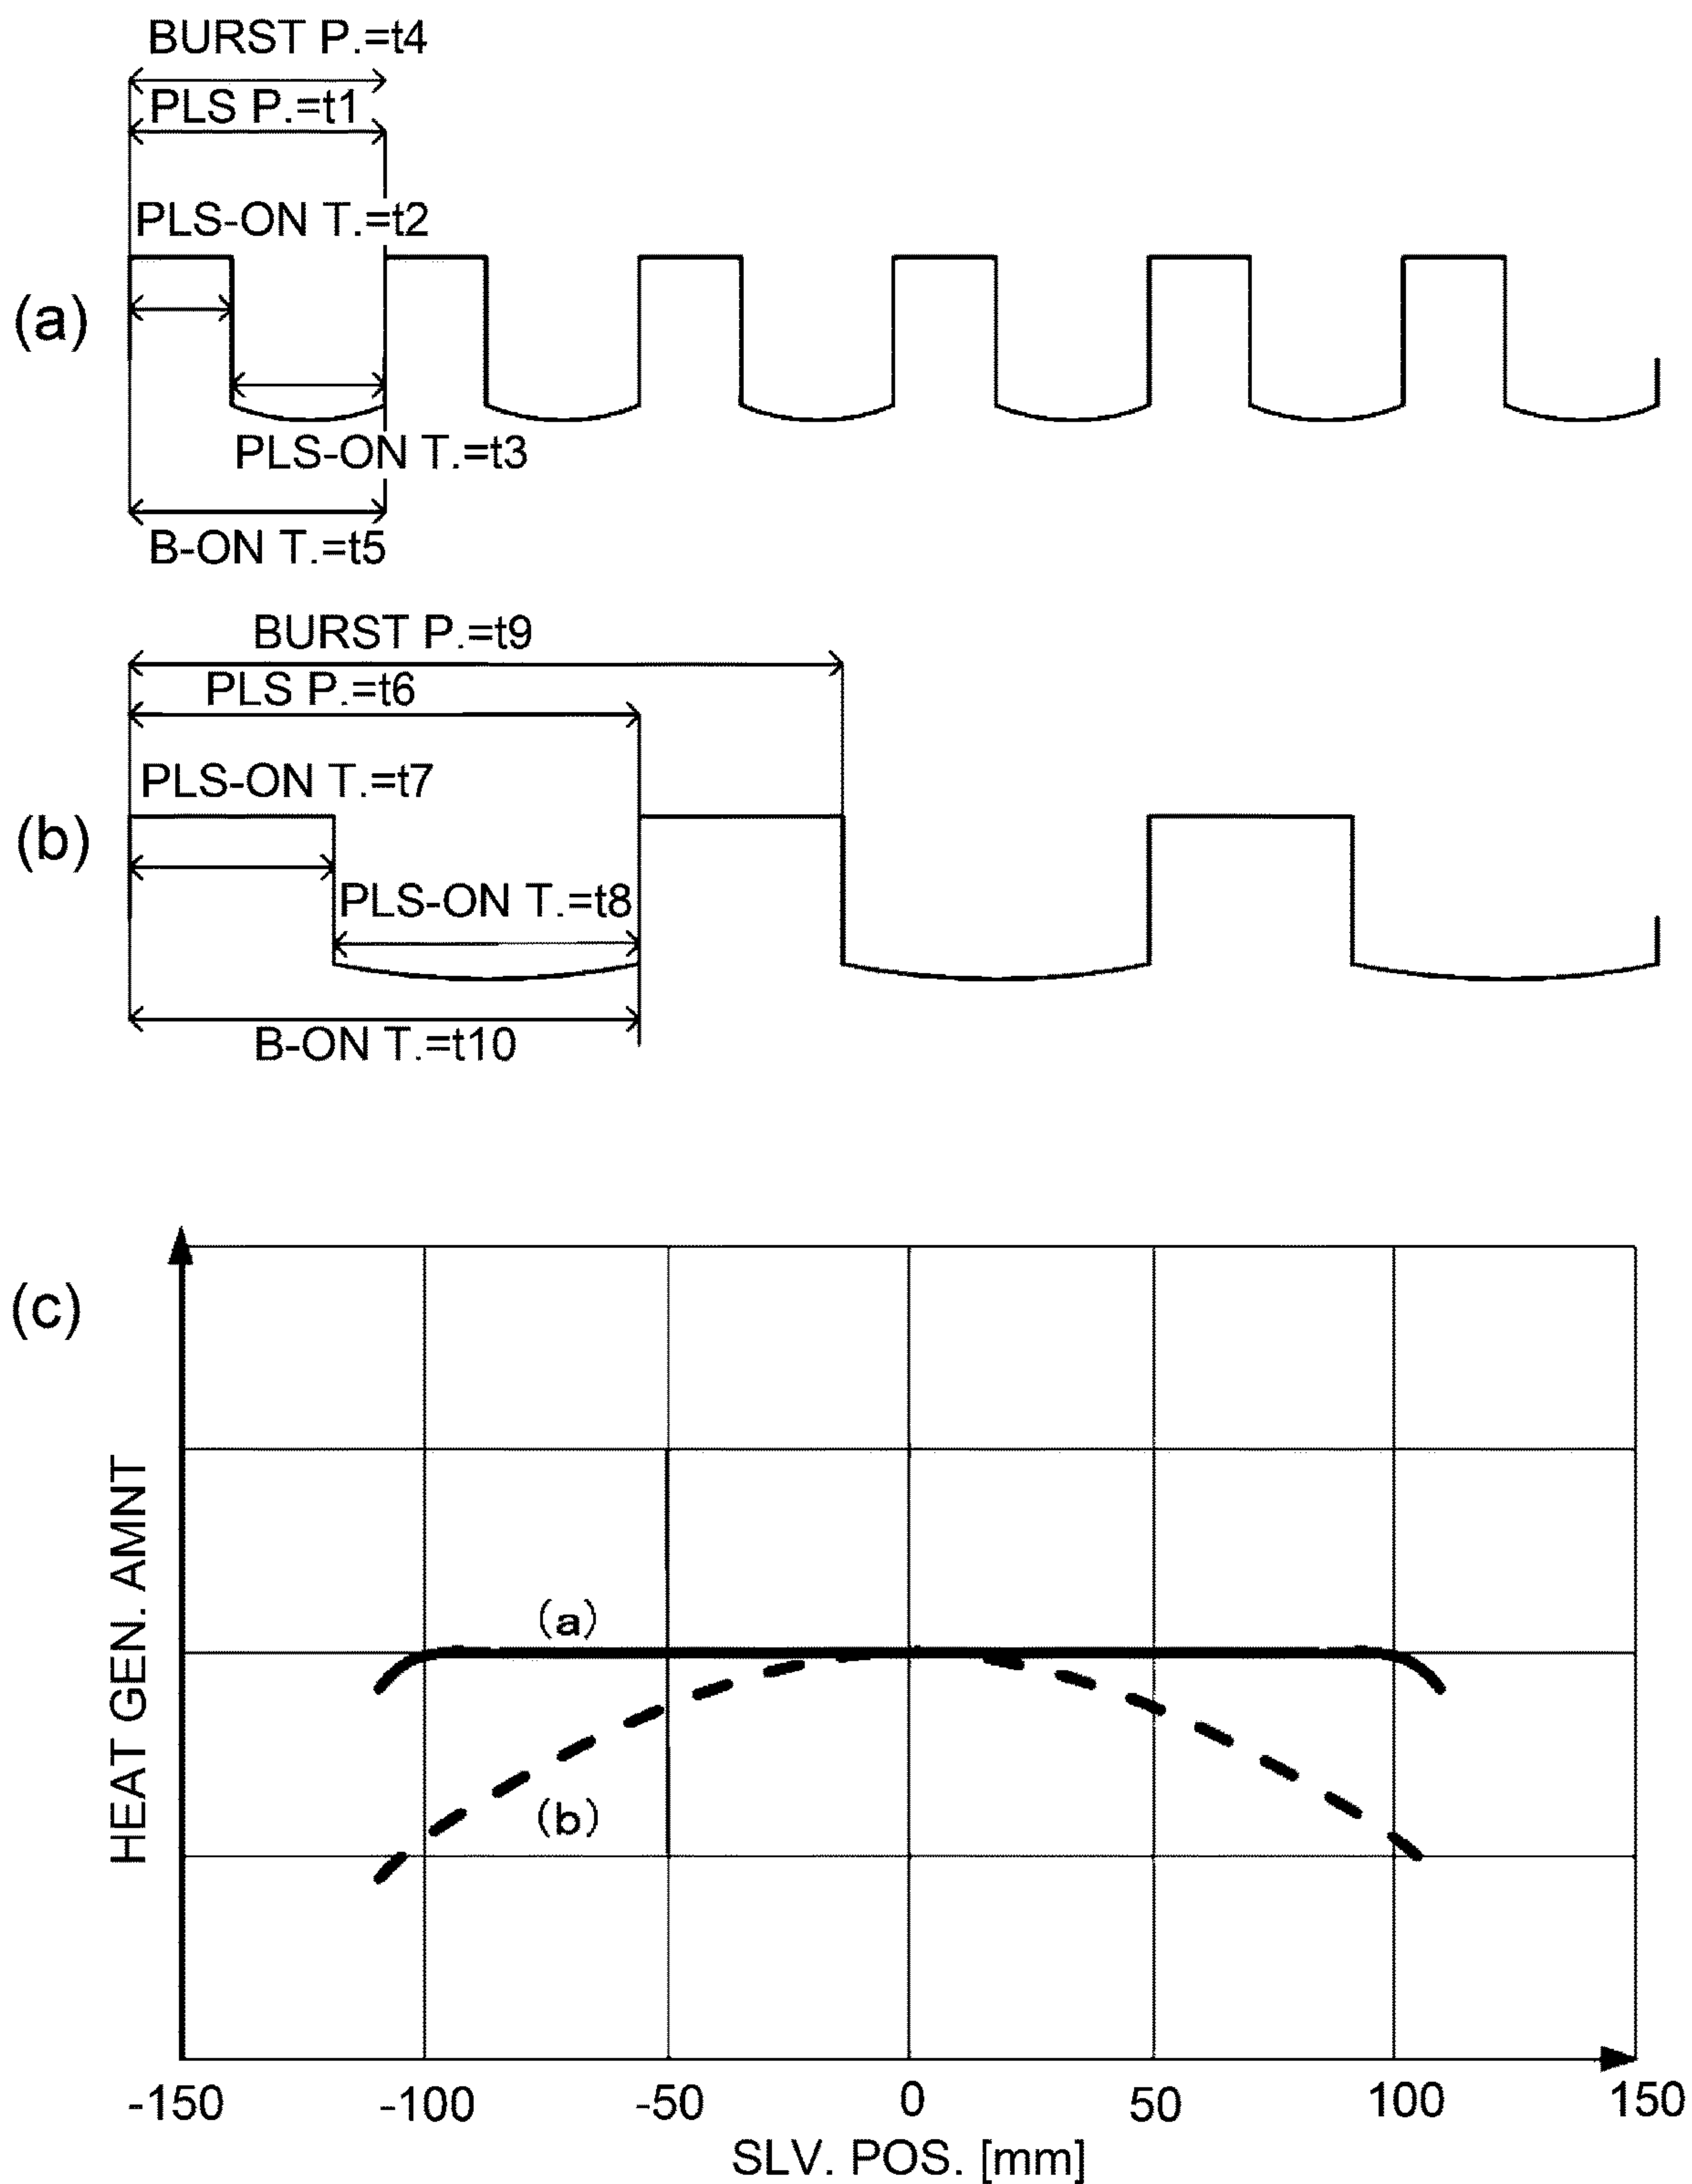 BURST P.=t4
PLS P.=t1
PLS-ON T.=t2
(a)
PLS-ON T.=t3
B-ON T.=t5
BURST P.=t9
PLS P.=t6
PLS-ON T.=t7
(b)
PLS-ON T.=t8
B-ON T.=t10
(c)
HEAT GEN. AMNT
(a)
(b)
-150 -100 -50 0 50 100 150
SLV. POS. [mm]